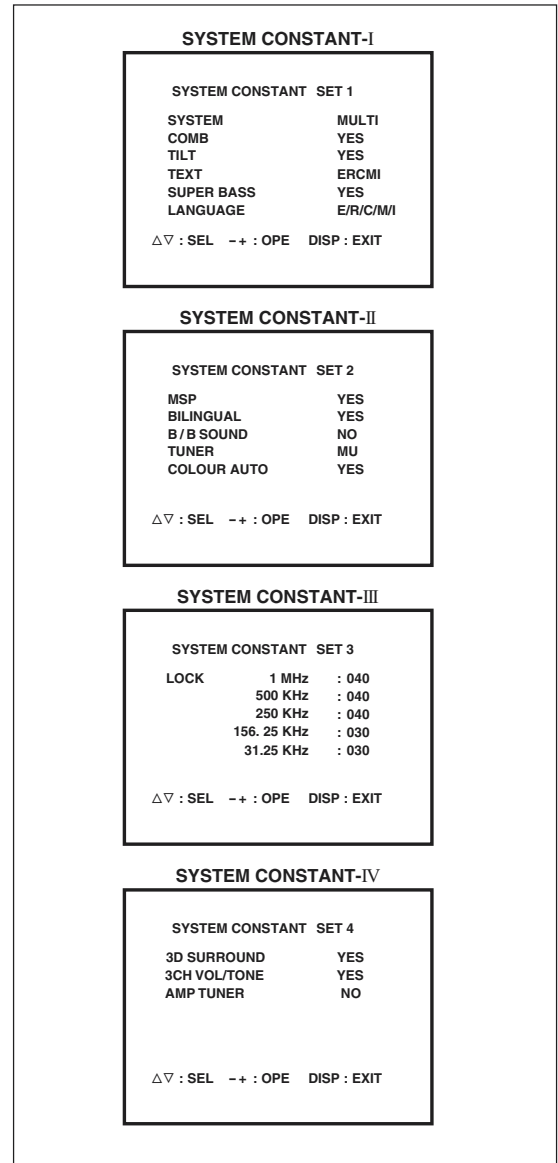 SYSTEM CONSTANT-I
SYSTEM CONSTANT SET 1
SYSTEM MULTI
COMB YES
TILT YES
TEXT ERCMI
SUPER BASS YES
LANGUAGE E/R/C/M/I
△▽ : SEL −+ : OPE DISP : EXIT
SYSTEM CONSTANT-II
SYSTEM CONSTANT SET 2
MSP YES
BILINGUAL YES
B / B SOUND NO
TUNER MU
COLOUR AUTO YES
△▽ : SEL −+ : OPE DISP : EXIT
SYSTEM CONSTANT-III
SYSTEM CONSTANT SET 3
LOCK 1 MHz : 040
500 KHz : 040
250 KHz : 040
156. 25 KHz : 030
31.25 KHz : 030
△▽ : SEL −+ : OPE DISP : EXIT
SYSTEM CONSTANT-IV
SYSTEM CONSTANT SET 4
3D SURROUND YES
3CH VOL/TONE YES
AMP TUNER NO
△▽ : SEL −+ : OPE DISP : EXIT